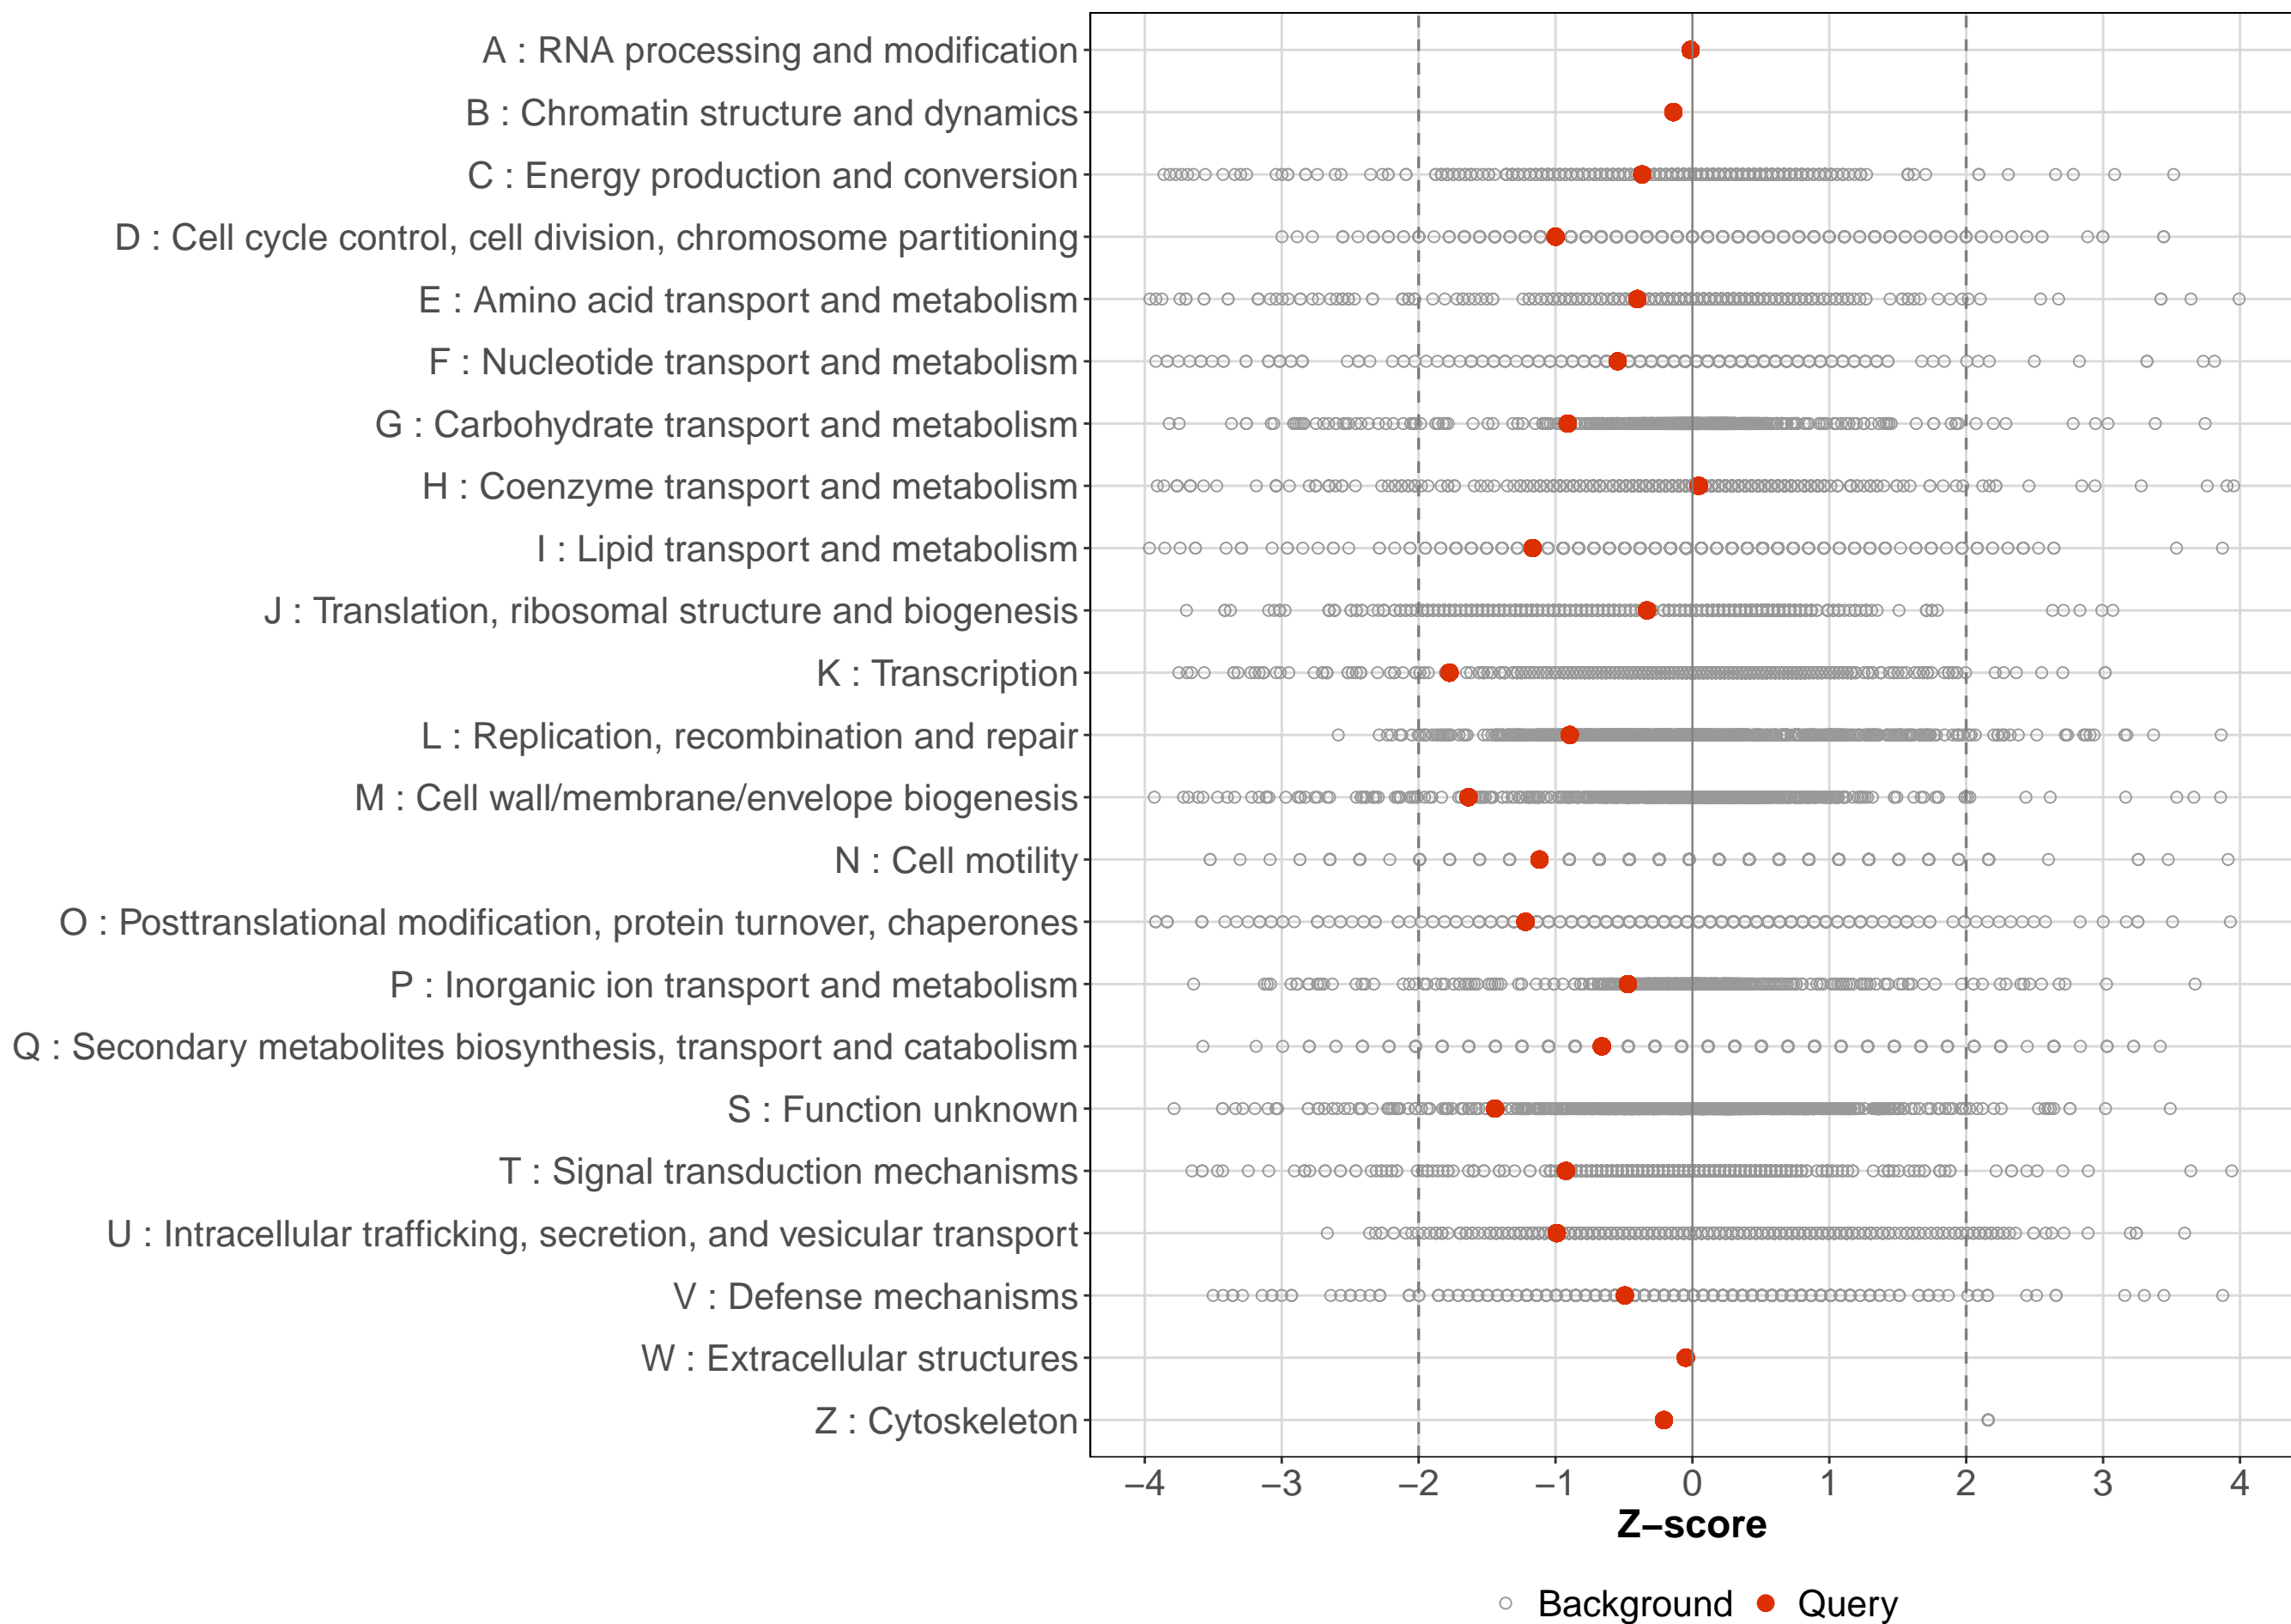 A : RNA processing and modification
B : Chromatin structure and dynamics
C : Energy production and conversion
D : Cell cycle control, cell division, chromosome partitioning
E : Amino acid transport and metabolism
F : Nucleotide transport and metabolism
G : Carbohydrate transport and metabolism
H : Coenzyme transport and metabolism
I : Lipid transport and metabolism
J : Translation, ribosomal structure and biogenesis
K : Transcription
L : Replication, recombination and repair
M : Cell wall/membrane/envelope biogenesis
N : Cell motility
O : Posttranslational modification, protein turnover, chaperones
P : Inorganic ion transport and metabolism
Q : Secondary metabolites biosynthesis, transport and catabolism
S : Function unknown
T : Signal transduction mechanisms
U : Intracellular trafficking, secretion, and vesicular transport
V : Defense mechanisms
W : Extracellular structures
Z : Cytoskeleton
−4 −3 −2 −1 0 1 2 3 4
Z−score
Background Query